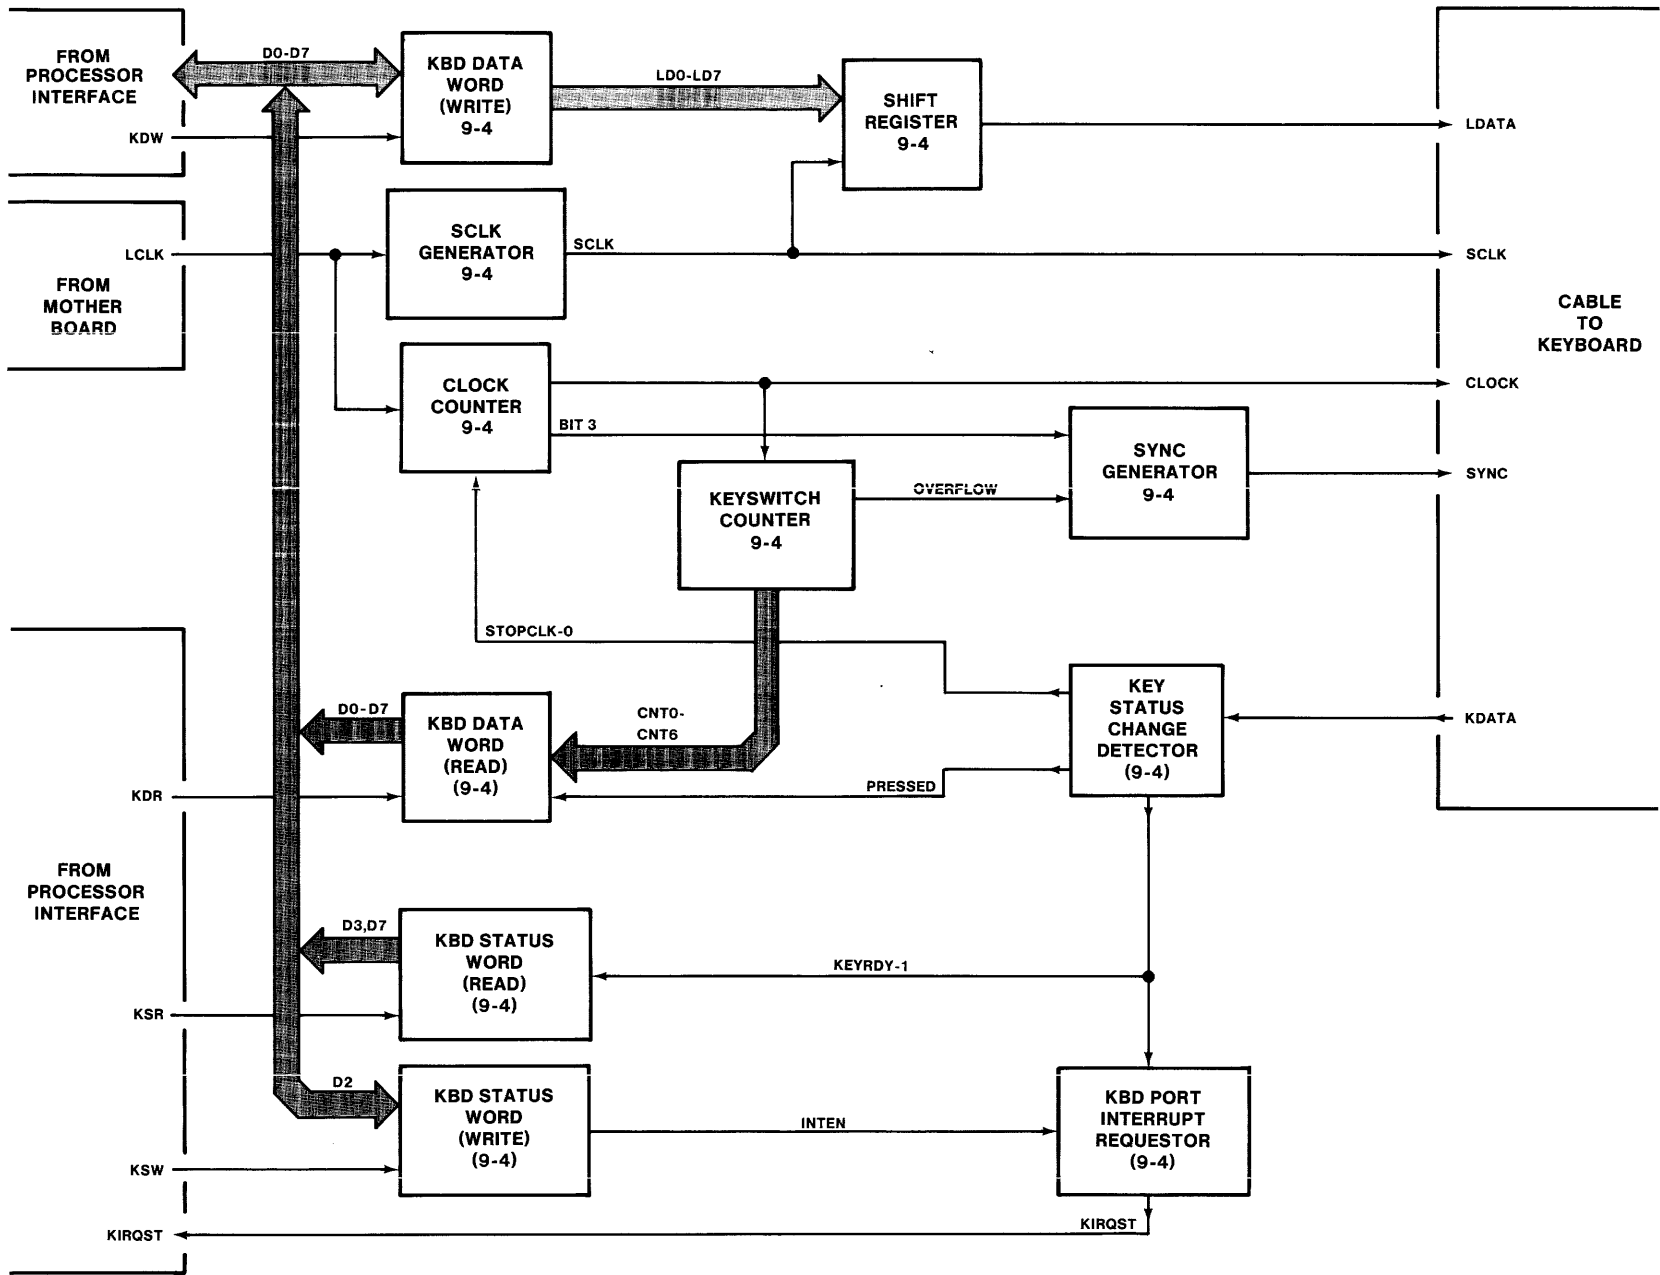 FROM
PROCESSOR
INTERFACE
D0-D7
KDW
KBD DATA
WORD
(WRITE)
9-4
LD0-LD7
SHIFT
REGISTER
9-4
LDATA
LCLK
FROM
MOTHER
BOARD
SCLK
GENERATOR
9-4
SCLK
SCLK
CABLE
TO
KEYBOARD
CLOCK
COUNTER
9-4
CLOCK
BIT 3
SYNC
GENERATOR
9-4
SYNC
KEYSWITCH
COUNTER
9-4
OVERFLOW
STOPCLK-0
KEY
STATUS
CHANGE
DETECTOR
(9-4)
KDATA
D0-D7
KBD DATA
WORD
(READ)
(9-4)
CNT0-
CNT6
PRESSED
KDR
FROM
PROCESSOR
INTERFACE
D3,D7
KBD STATUS
WORD
(READ)
(9-4)
KEYRDY-1
KSR
D2
KBD STATUS
WORD
(WRITE)
(9-4)
INTEN
KBD PORT
INTERRUPT
REQUESTOR
(9-4)
KSW
KIRQST
KIRQST